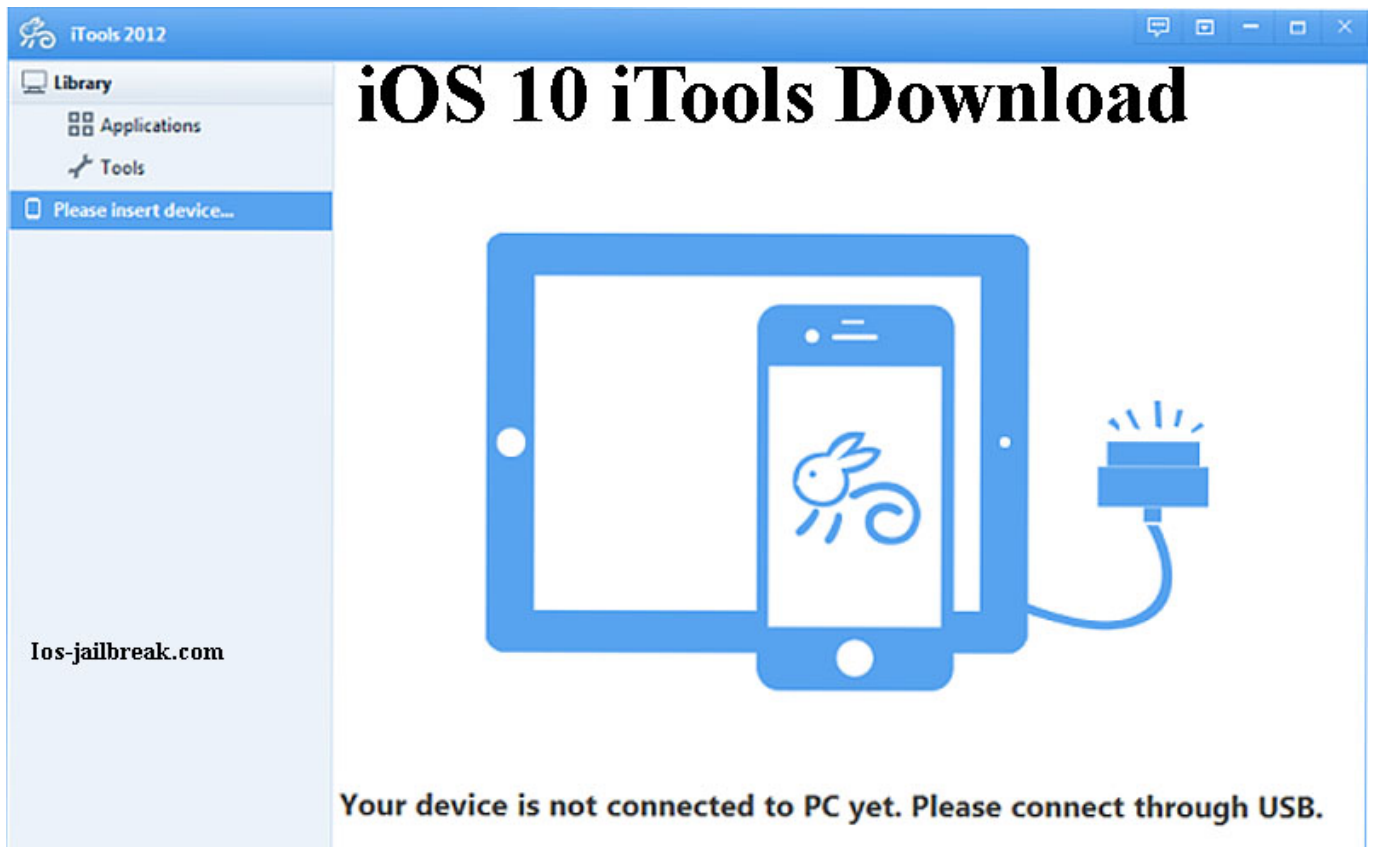 iTools 2012
Library
iOS 10 iTools Download
Applications
Tools
Please insert device...
Ios-jailbreak.com
Your device is not connected to PC yet. Please connect through USB.